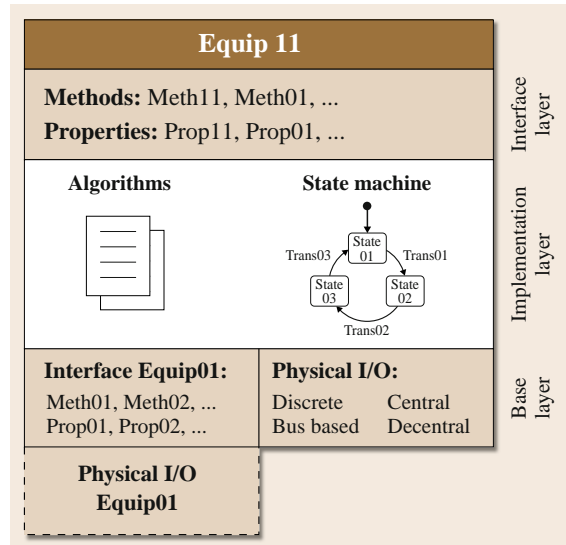 Equip 11
Methods: Meth11, Meth01, ...
Properties: Prop11, Prop01, ...
Interface
layer
Algorithms
State machine
State
01
Trans03
Trans01
State
03
State
02
Trans02
Implementation
layer
Interface Equip01:
Meth01, Meth02, ...
Prop01, Prop02, ...
Physical I/O:
Discrete Central
Bus based Decentral
Base
layer
Physical I/O
Equip01